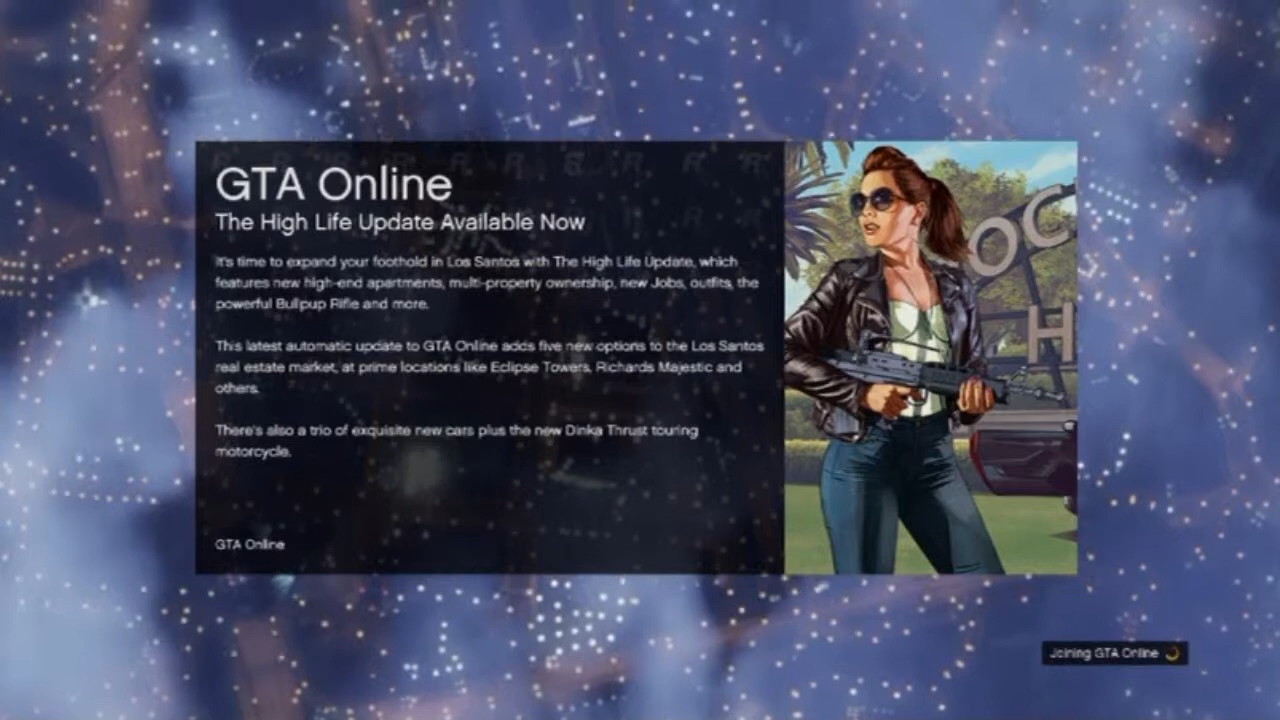 GTA Online
The High Life Update Available Now
It's time to expand your foothold in Los Santos with The High Life Update, which
features new high-end apartments, multi-property ownership, new Jobs, outfits, the
powerful Bullpup Rifle and more.
This latest automatic update to GTA Online adds five new options to the Los Santos
real estate market, at prime locations like Eclipse Towers, Richards Majestic and
others.
There's also a trio of exquisite new cars plus the new Dinka Thrust touring
motorcycle.
GTA Online
OC
H
Joining GTA Online